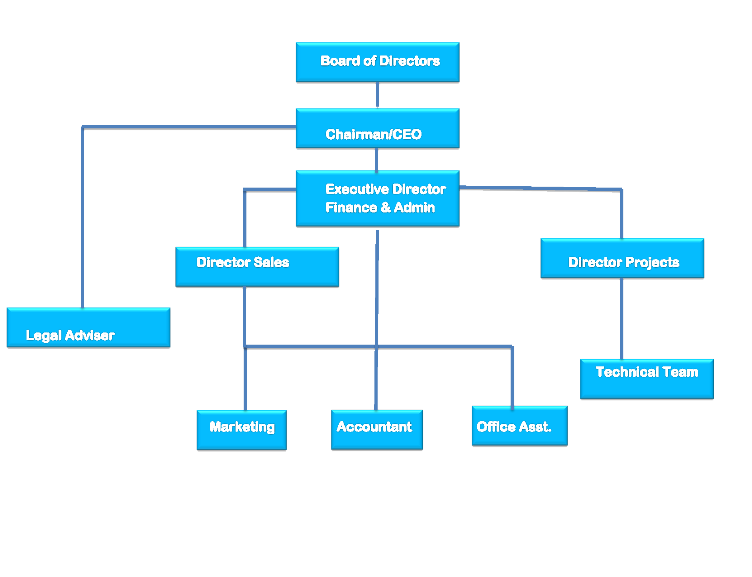 Board of Directors
Chairman/CEO
Executive Director
Finance & Admin
Director Sales
Director Projects
Legal Adviser
Technical Team
Marketing
Accountant
Office Asst.